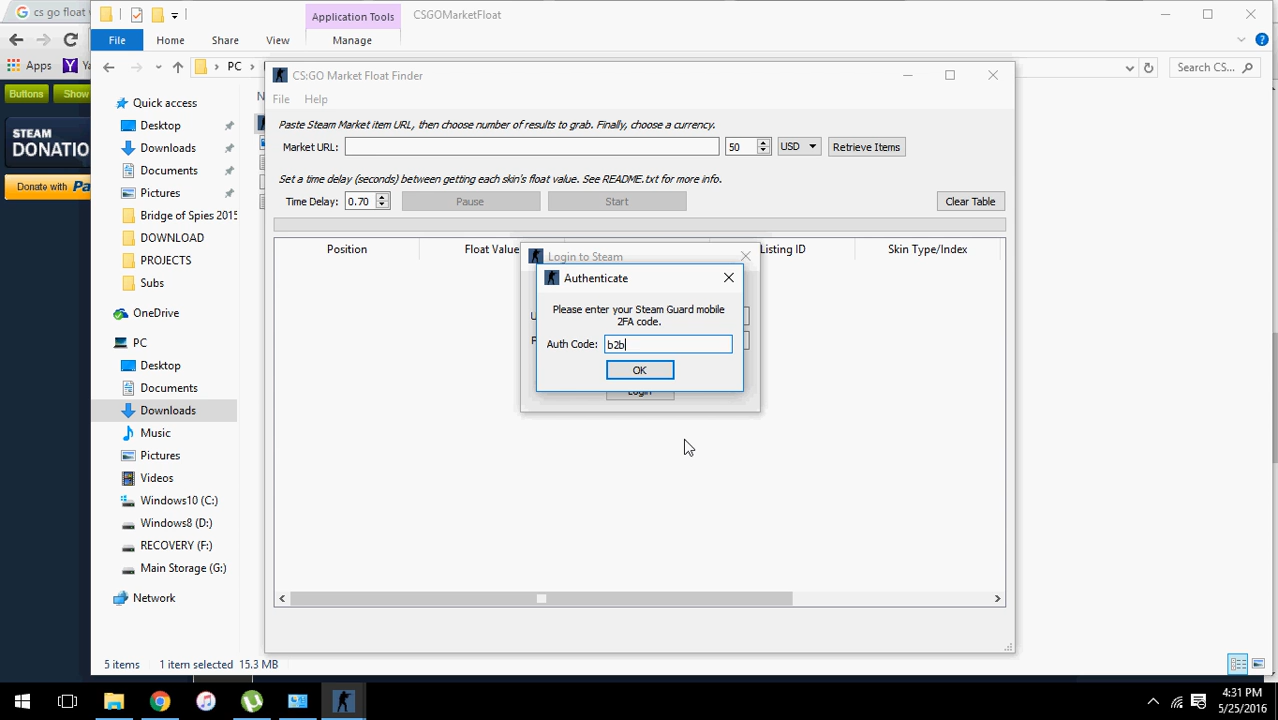 cs go float
File
Home
Share
View
Application Tools
Manage
CSGOMarketFloat
PC
Search CS...
Apps
Buttons
Show
STEAM
DONATIO
Donate with Pa
Quick access
Desktop
Downloads
Documents
Pictures
Bridge of Spies 2015
DOWNLOAD
PROJECTS
Subs
OneDrive
PC
Desktop
Documents
Downloads
Music
Pictures
Videos
Windows10 (C:)
Windows8 (D:)
RECOVERY (F:)
Main Storage (G:)
Network
5 items 1 item selected 15.3 MB
CS:GO Market Float Finder
File Help
Paste Steam Market item URL, then choose number of results to grab. Finally, choose a currency.
Market URL: 50 USD Retrieve Items
Set a time delay (seconds) between getting each skin's float value. See README.txt for more info.
Time Delay: 0.70 Pause Start Clear Table
Position Float Value Listing ID Skin Type/Index
Login to Steam
Authenticate
Please enter your Steam Guard mobile
2FA code.
Auth Code: b2b
OK
Login
4:31 PM
5/25/2016